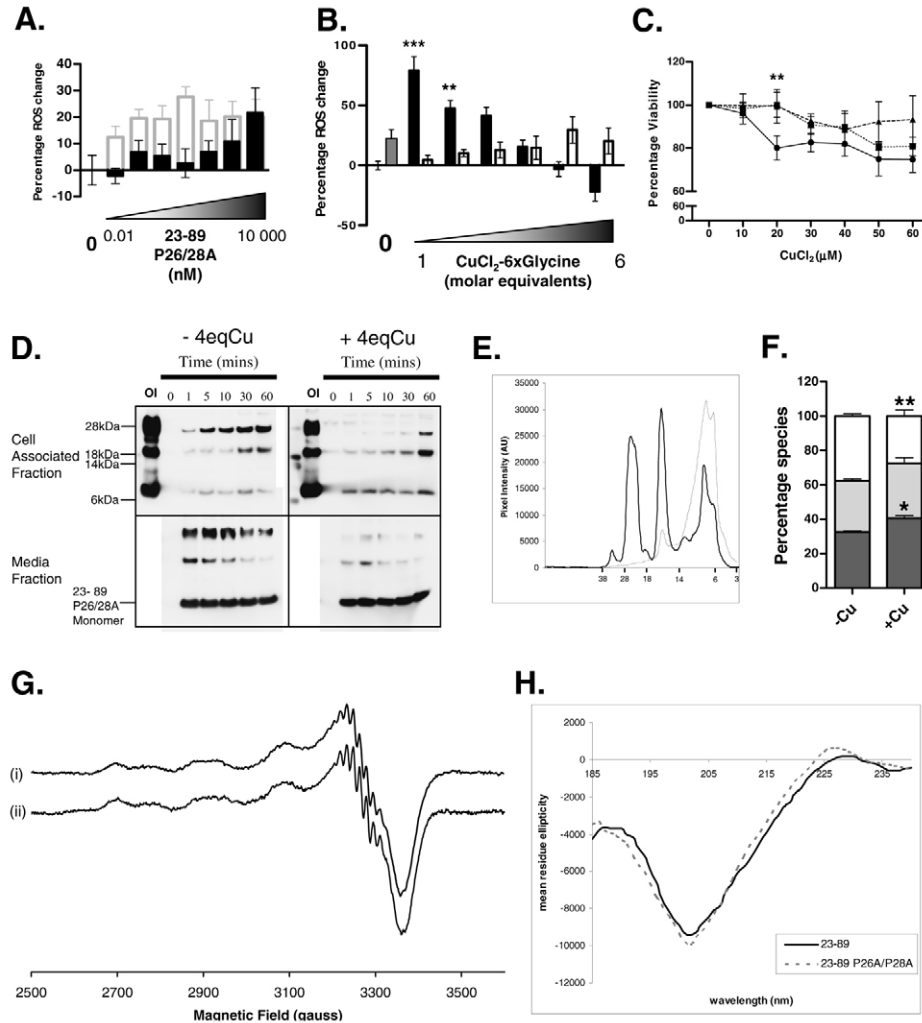 A.
Percentage ROS change
40
30
20
10
0
-10
0
0.01
23-89
P26/28A
(nM)
10 000
B.
Percentage ROS change
100
50
0
-50
***
**
0
1
CuCl2-6xGlycine
(molar equivalents)
6
C.
Percentage Viability
120
100
80
60
60
0
**
0 10 20 30 40 50 60
CuCl2(μM)
D.
- 4eqCu
+ 4eqCu
Time (mins)
Time (mins)
OI 0 1 5 10 30 60
OI 0 1 5 10 30 60
Cell
Associated
Fraction
28kDa
18kDa
14kDa
6kDa
Media
Fraction
23- 89
P26/28A
Monomer
E.
Pixel Intensity (AU)
35000
30000
25000
20000
15000
10000
5000
0
38 28 18 14 6 3
F.
Percentage species
120
100
80
60
40
20
0
**
*
-Cu
+Cu
G.
(i)
(ii)
2500 2700 2900 3100 3300 3500
Magnetic Field (gauss)
H.
mean residue ellipticity
2000
0
-2000
-4000
-6000
-8000
-10000
-12000
185 195 205 215 225 235
23-89
23-89 P26A/P28A
wavelength (nm)